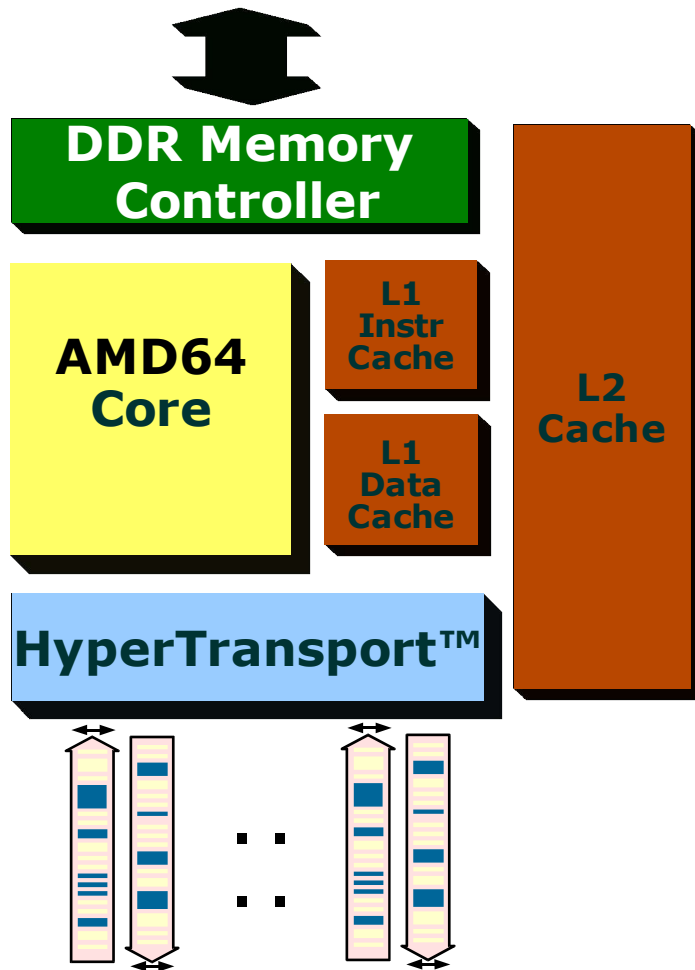 DDR Memory
Controller
AMD64
Core
L1
Instr
Cache
L1
Data
Cache
L2
Cache
HyperTransport™